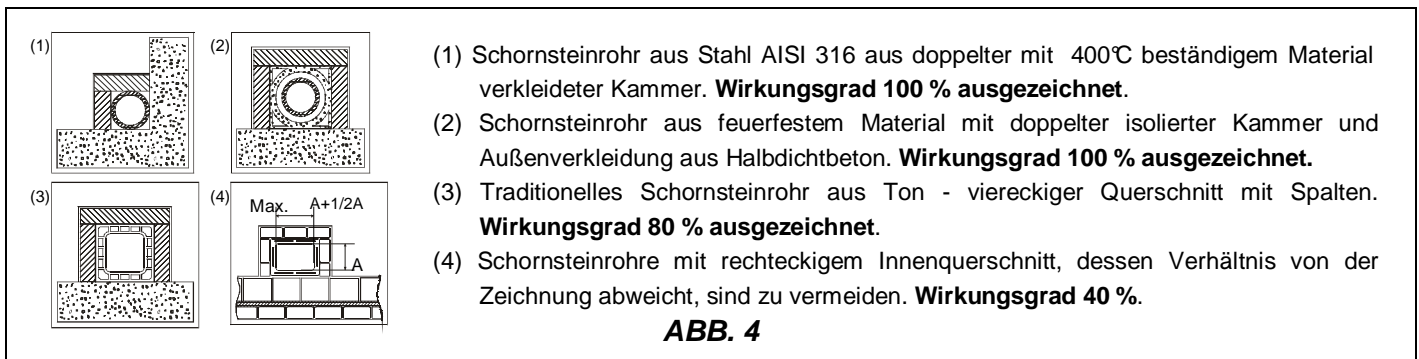 (1)
(2)
(3)
(4)
Max.
A+1/2A
A
(1) Schornsteinrohr aus Stahl AISI 316 aus doppelter mit 400℃ beständigem Material
verkleideter Kammer. Wirkungsgrad 100 % ausgezeichnet.
(2) Schornsteinrohr aus feuerfestem Material mit doppelter isolierter Kammer und
Außenverkleidung aus Halbdichtbeton. Wirkungsgrad 100 % ausgezeichnet.
(3) Traditionelles Schornsteinrohr aus Ton - viereckiger Querschnitt mit Spalten.
Wirkungsgrad 80 % ausgezeichnet.
(4) Schornsteinrohre mit rechteckigem Innenquerschnitt, dessen Verhältnis von der
Zeichnung abweicht, sind zu vermeiden. Wirkungsgrad 40 %.
ABB. 4